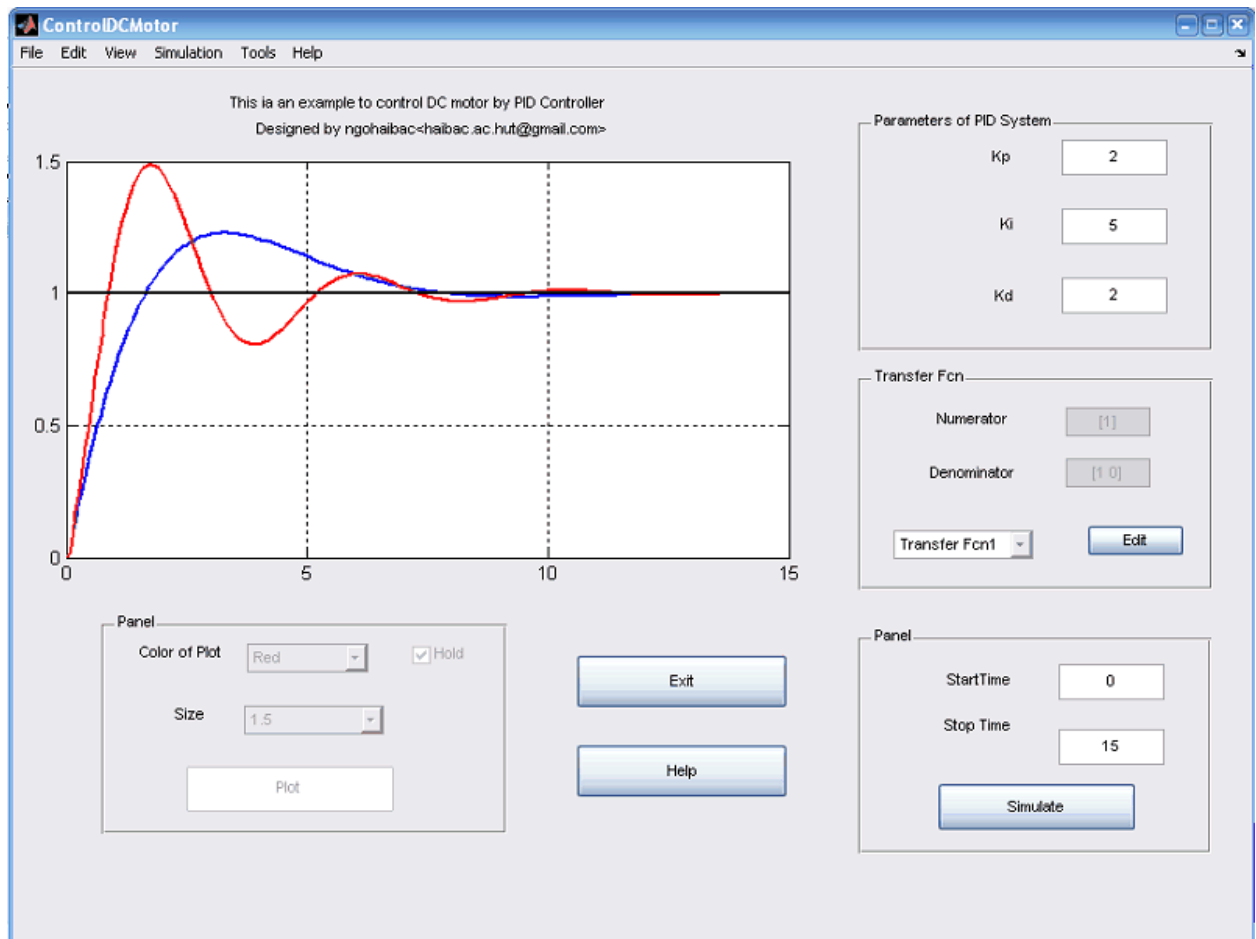 ControlDCMotor
File Edit View Simulation Tools Help
This ia an example to control DC motor by PID Controller
Designed by ngohaibac<haibac.ac.hut@gmail.com>
1.5
1
0.5
0
0 5 10 15
Parameters of PID System
Kp 2
Ki 5
Kd 2
Transfer Fcn
Numerator [1]
Denominator [1 0]
Transfer Fcn1 Edit
Panel
Color of Plot Red Hold
Size 1.5
Plot
Exit
Help
Panel
StartTime 0
Stop Time 15
Simulate